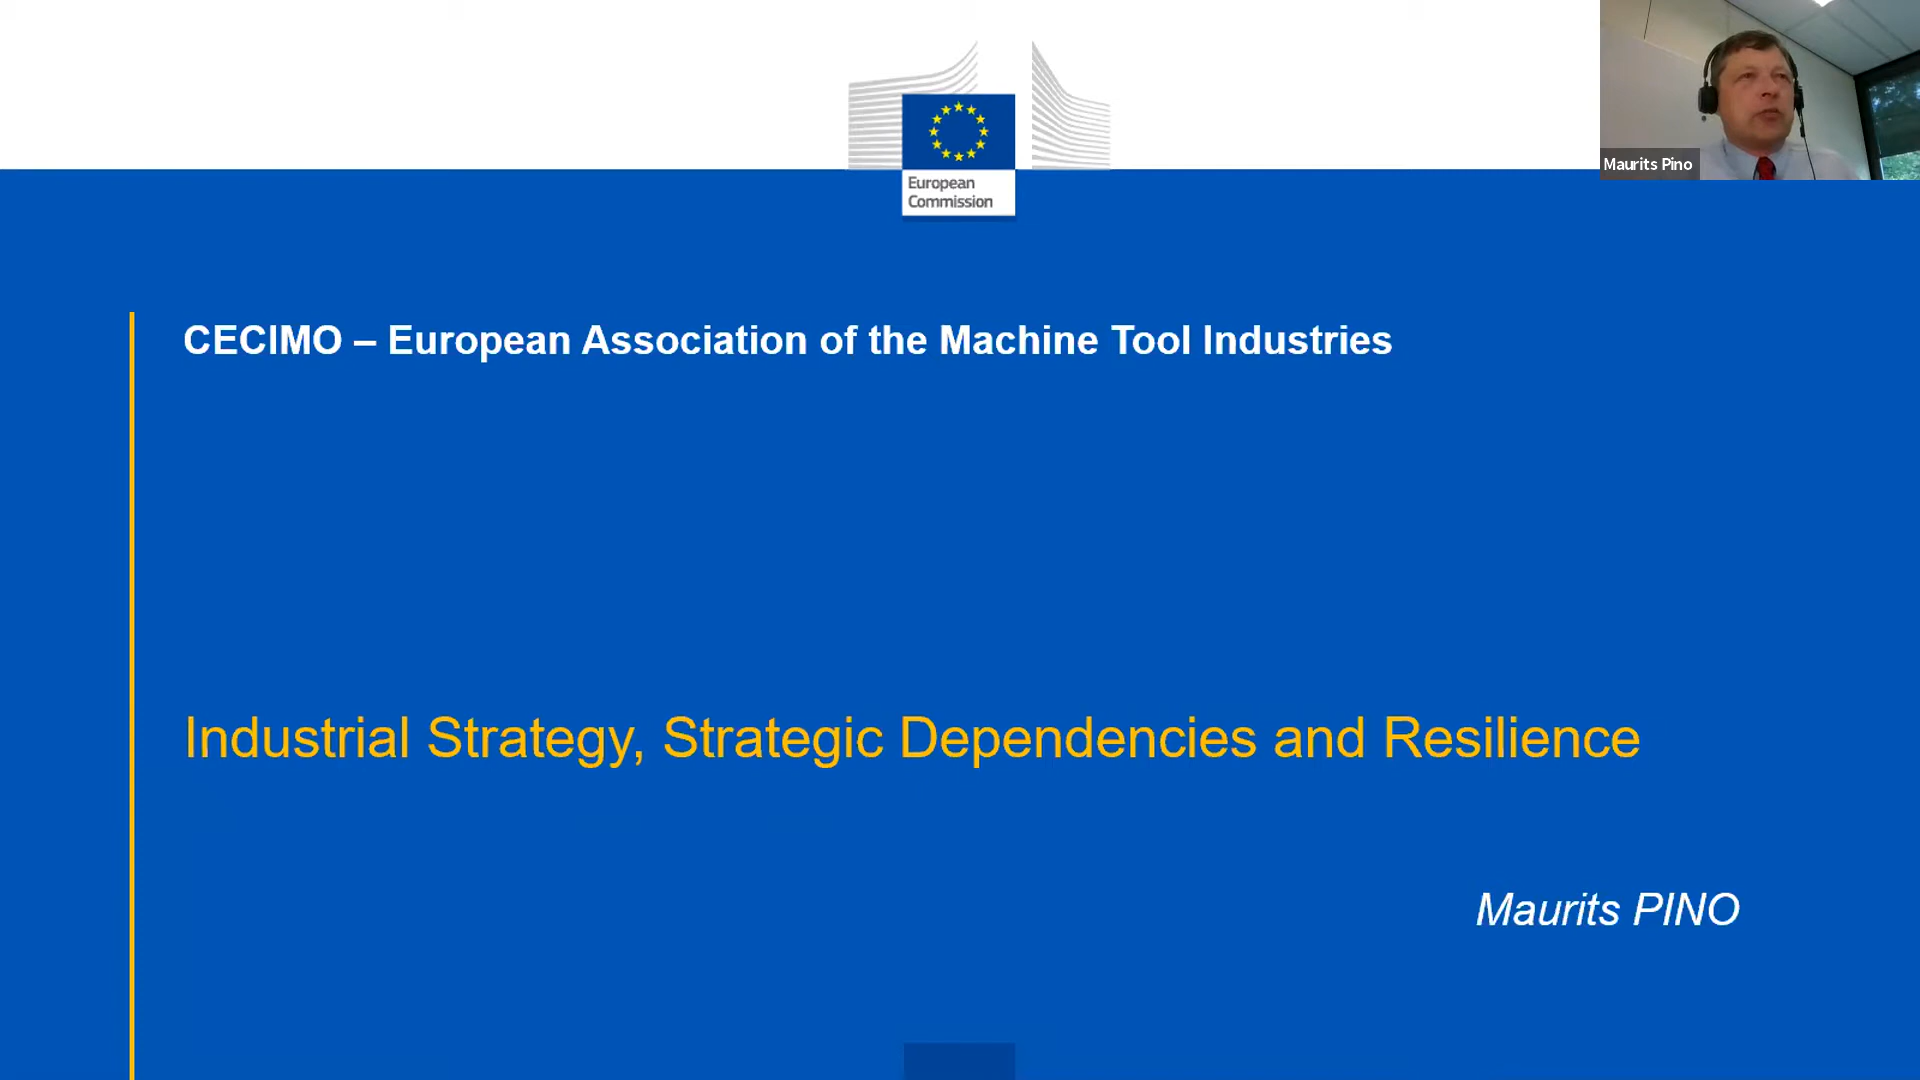 Maurits Pino
European
Commission
CECIMO – European Association of the Machine Tool Industries
Industrial Strategy, Strategic Dependencies and Resilience
Maurits PINO